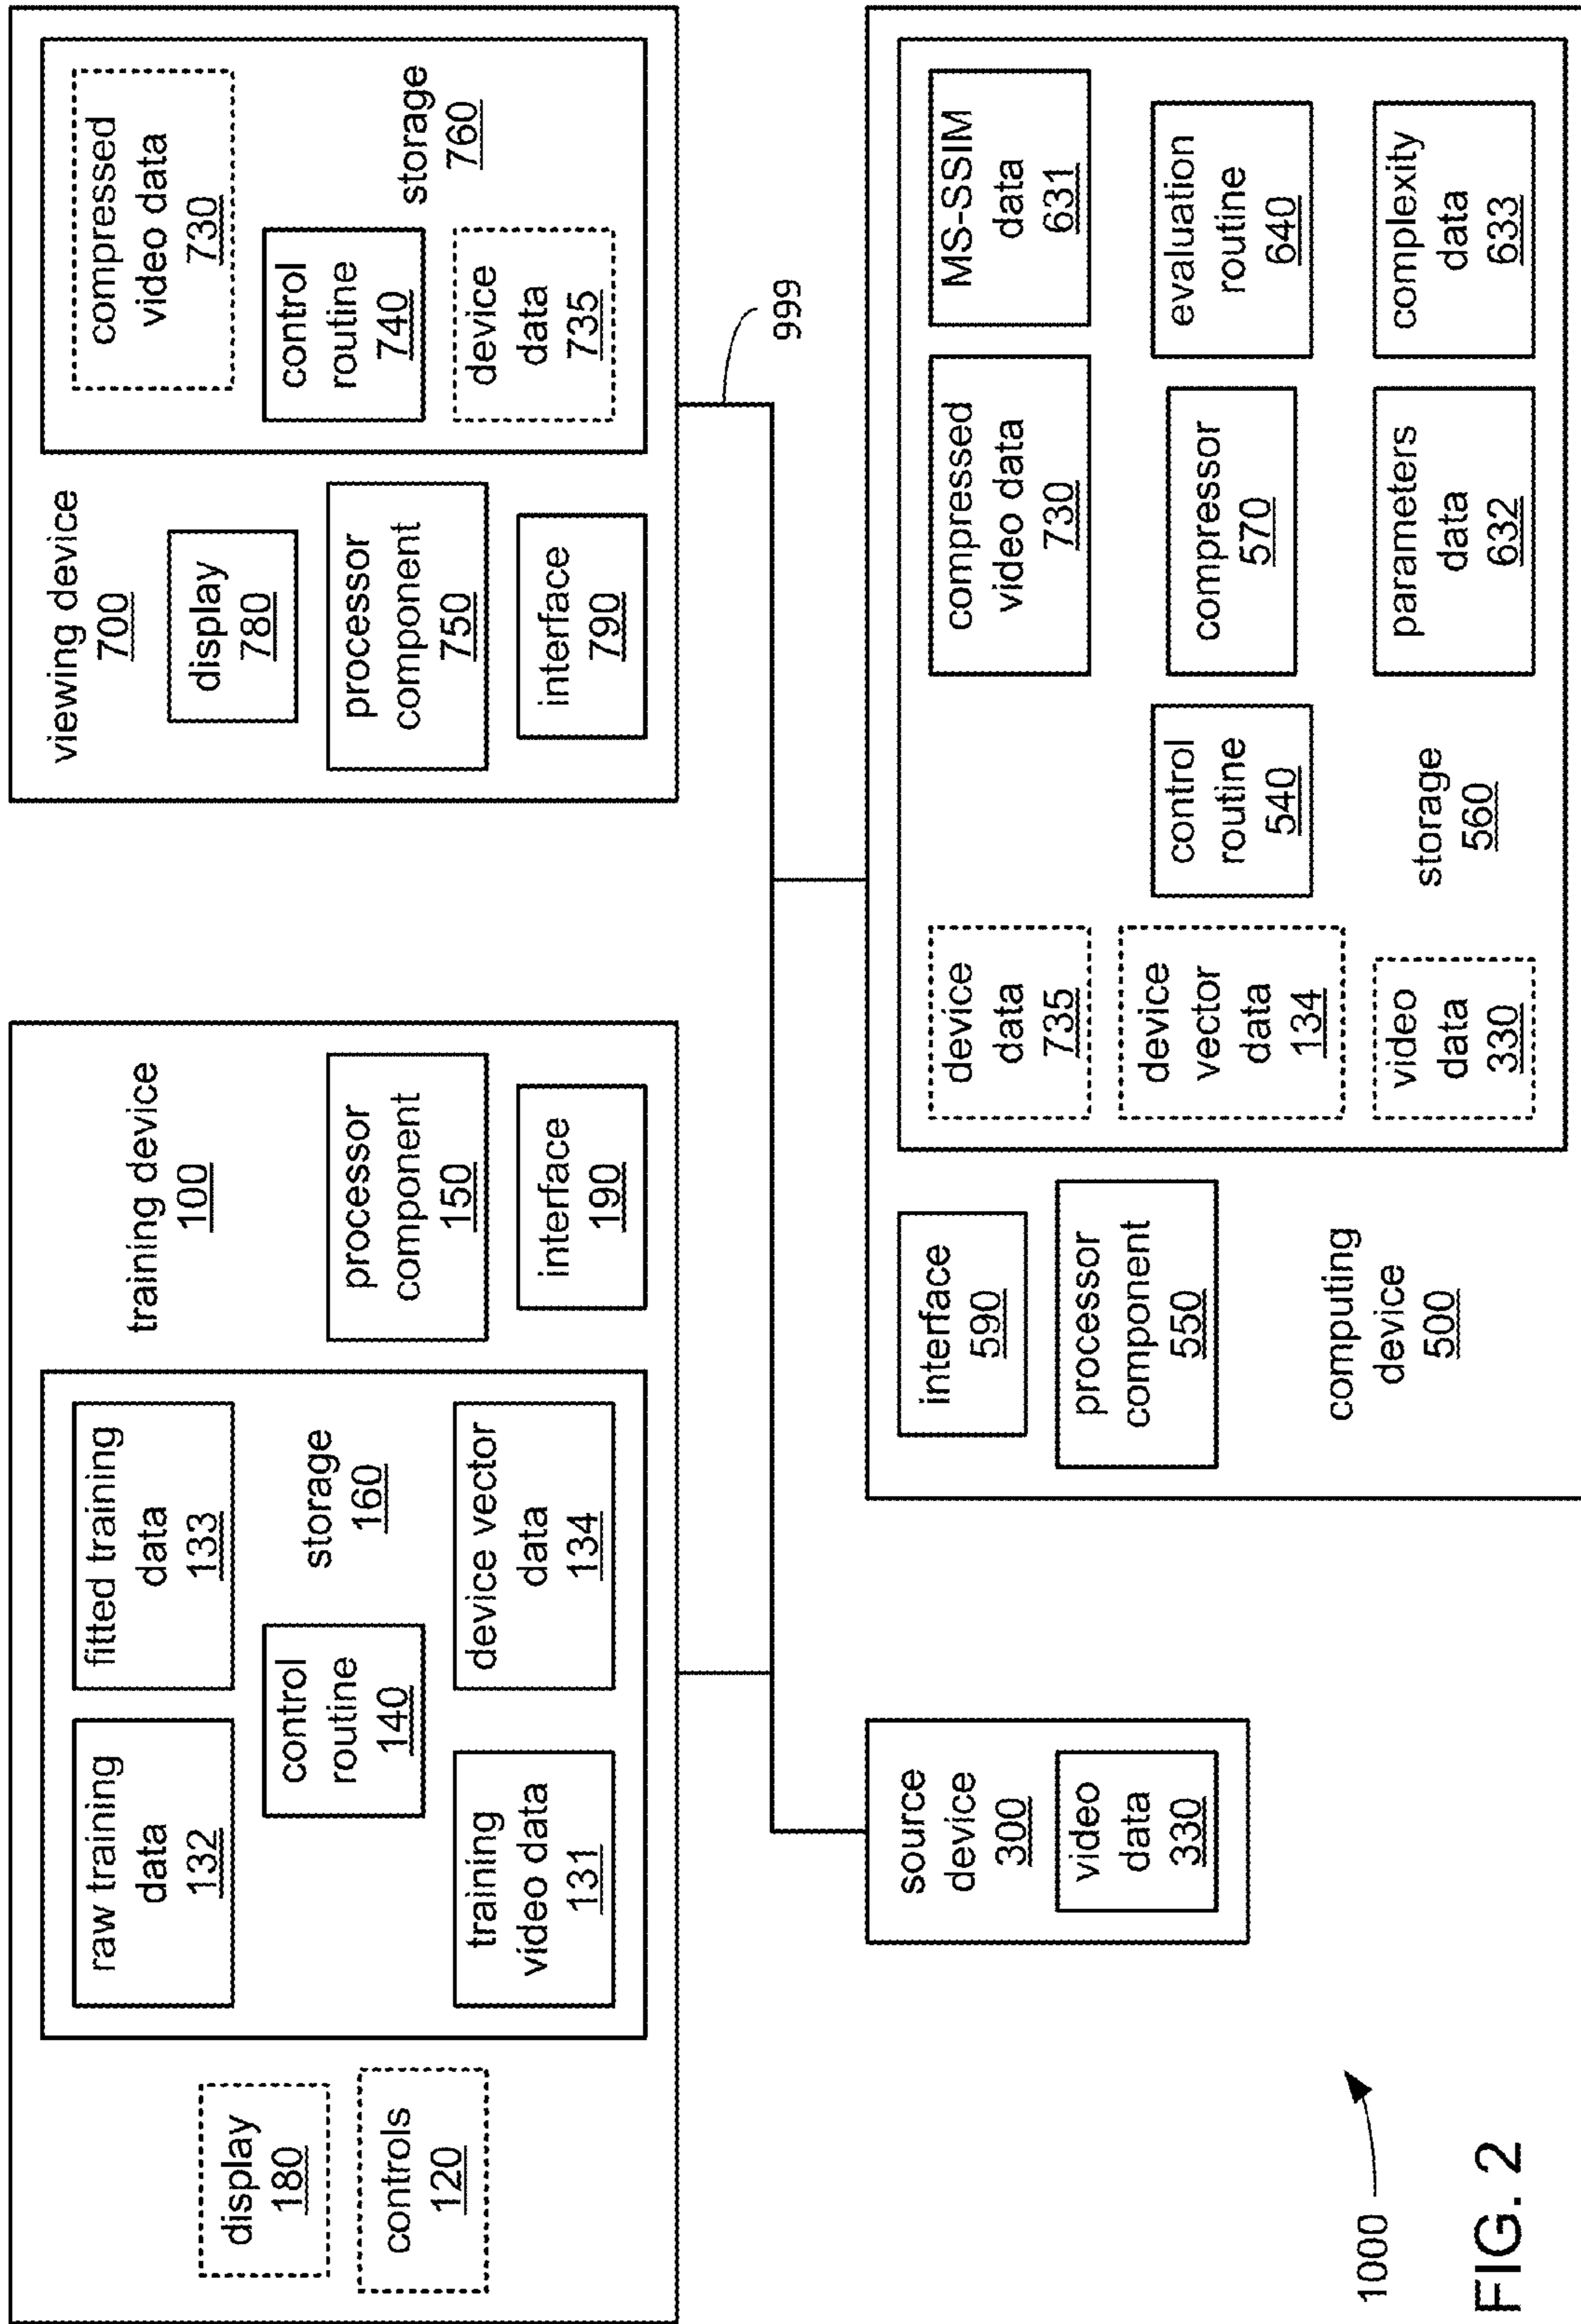 training device
100
display
180
controls
120
raw training
data
132
fitted training
data
133
control
routine
140
storage
160
training
video data
131
device vector
data
134
processor
component
150
interface
190
viewing device
700
display
780
processor
component
750
interface
790
compressed
video data
730
control
routine
740
storage
760
device
data
735
999
source
device
300
video
data
330
interface
590
processor
component
550
computing
device
500
device
data
735
device
vector
data
134
video
data
330
control
routine
540
storage
560
compressed
video data
730
compressor
570
parameters
data
632
MS-SSIM
data
631
evaluation
routine
640
complexity
data
633
1000
FIG. 2